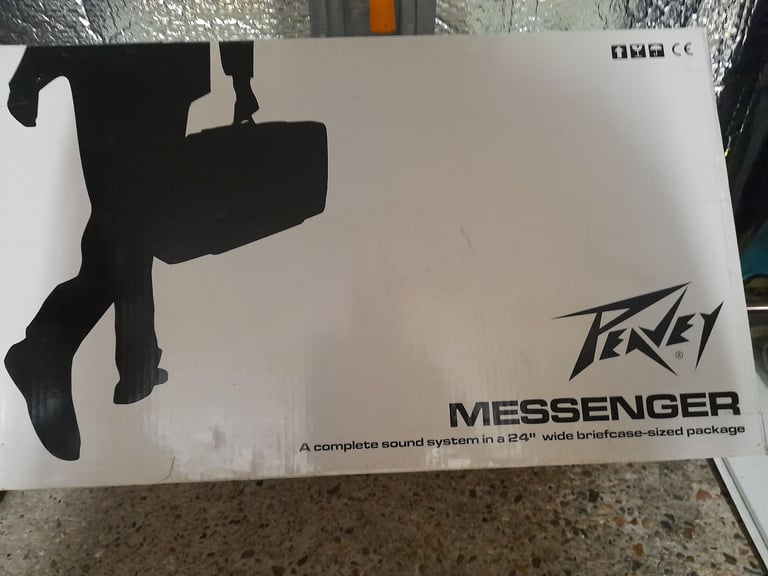 CE
PEAVEY®
MESSENGER
A complete sound system in a 24" wide briefcase-sized package